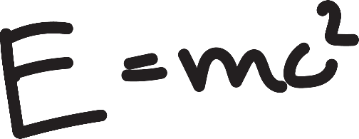 E = mc²